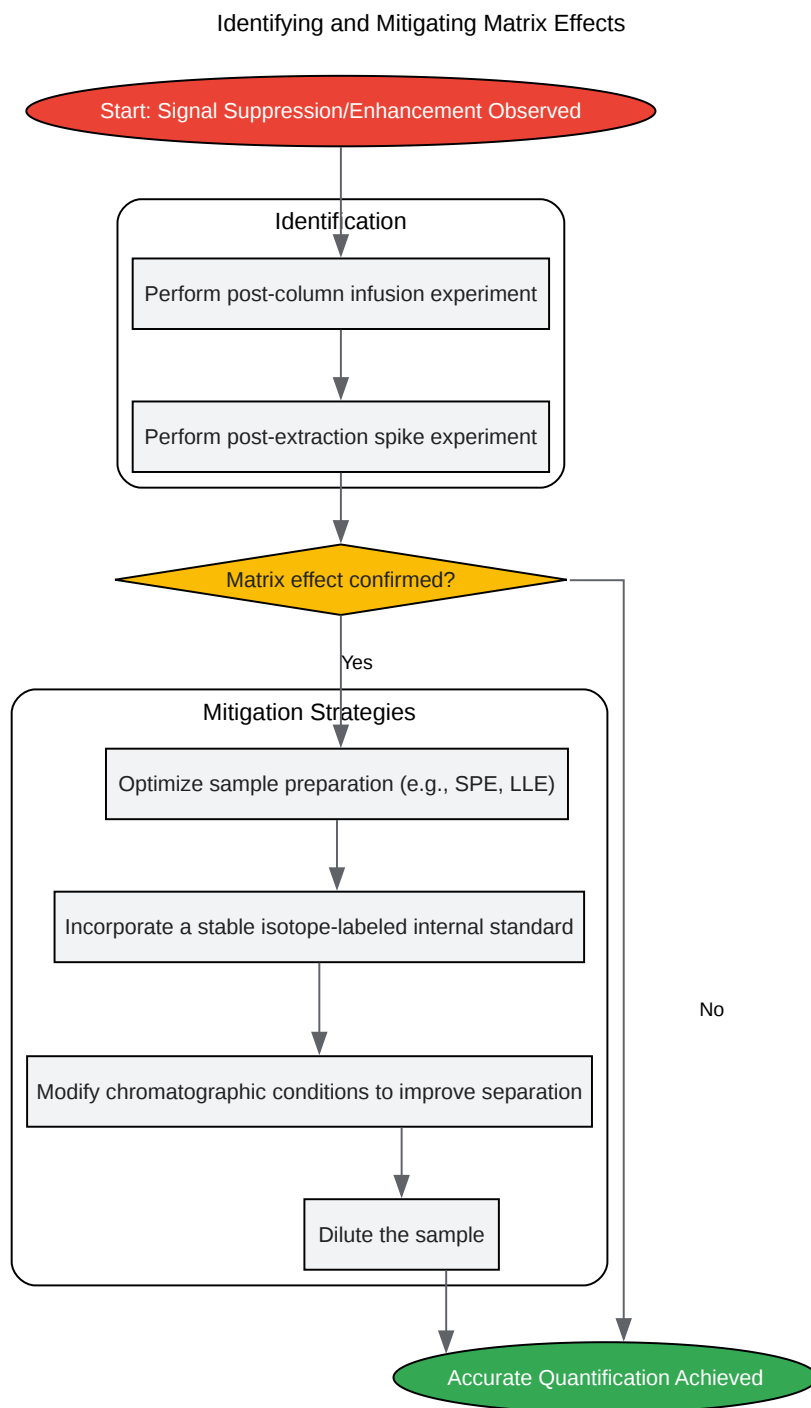 Identifying and Mitigating Matrix Effects
Start: Signal Suppression/Enhancement Observed
Identification
Perform post-column infusion experiment
Perform post-extraction spike experiment
Matrix effect confirmed?
Yes
Mitigation Strategies
Optimize sample preparation (e.g., SPE, LLE)
Incorporate a stable isotope-labeled internal standard
No
Modify chromatographic conditions to improve separation
Dilute the sample
Accurate Quantification Achieved